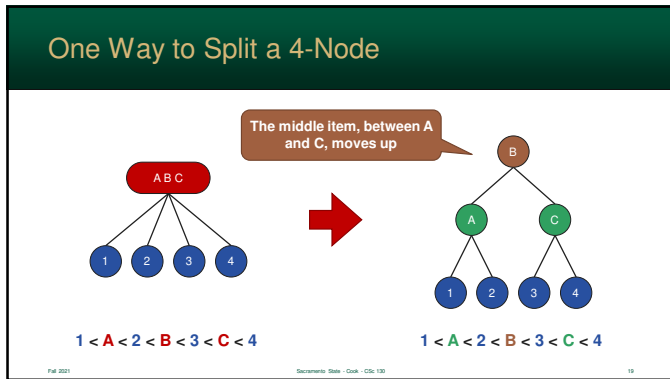 One Way to Split a 4-Node
The middle item, between A
and C, moves up
B
A B C
A
C
1
2
3
4
1
2
3
4
1 < A < 2 < B < 3 < C < 4
1 < A < 2 < B < 3 < C < 4
Fall 2021
Sacramento State - Cook - CSc 130
19